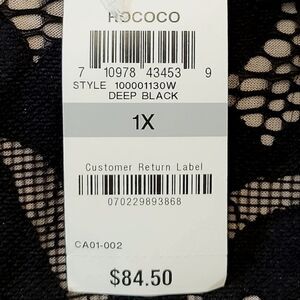 ROCOCO
7 10978 43453 9
STYLE 100001130W
DEEP BLACK
1X
Customer Return Label
070229893868
CA01-002
$84.50